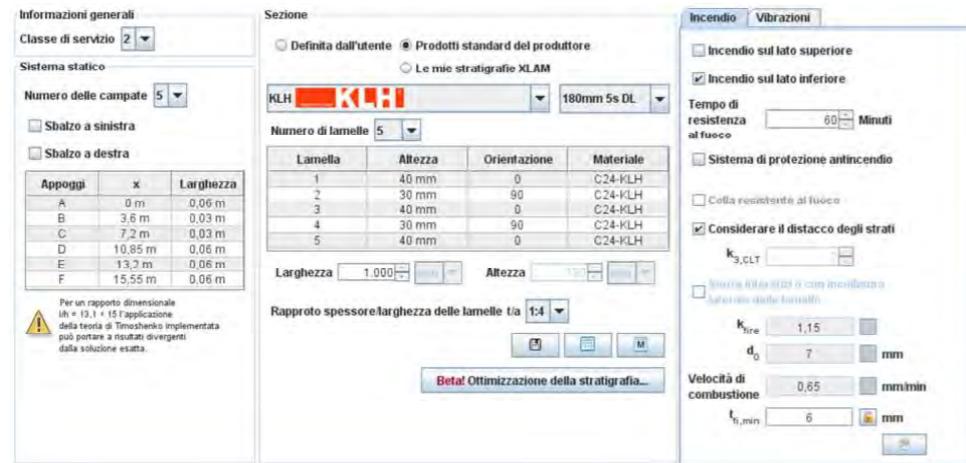 Informazioni generali
Classe di servizio 2
Sistema statico
Numero delle campate 5
Sbalzo a sinistra
Sbalzo a destra
Appoggi x Larghezza
A 0 m 0,06 m
B 3,6 m 0,03 m
C 7,2 m 0,03 m
D 10,85 m 0,06 m
E 13,2 m 0,06 m
F 15,55 m 0,06 m
Per un rapporto dimensionale
l/h = 13,1 < 15 l'applicazione
della teoria di Timoshenko implementata
può portare a risultati divergenti
dalla soluzione esatta.
Sezione
Definita dall'utente Prodotti standard del produttore
Le mie stratigrafie XLAM
KLH KLH 180mm 5s DL
Numero di lamelle 5
Lamella Altezza Orientazione Materiale
1 40 mm 0 C24-KLH
2 30 mm 90 C24-KLH
3 40 mm 0 C24-KLH
4 30 mm 90 C24-KLH
5 40 mm 0 C24-KLH
Larghezza 1.000 Altezza
Rapproto spessore/larghezza delle lamelle t/a 1:4
M
Beta! Ottimizzazione della stratigrafia...
Incendio Vibrazioni
Incendio sul lato superiore
Incendio sul lato inferiore
Tempo di
resistenza 60 Minuti
al fuoco
Sistema di protezione antincendio
Colla resistente al fuoco
Considerare il distacco degli strati
k3,CLT 2
kfire 1,15
d0 7 mm
Velocità di
combustione 0,65 mm/min
tfi,min 6 mm